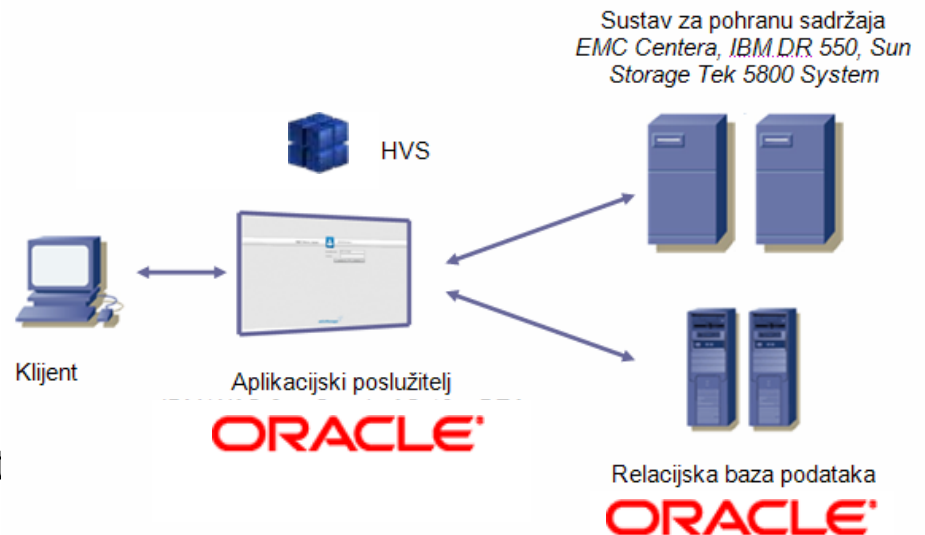 Sustav za pohranu sadržaja
EMC Centera, IBM DR 550, Sun
Storage Tek 5800 System
HVS
Klijent
Aplikacijski poslužitelj
ORACLE
Relacijska baza podataka
ORACLE